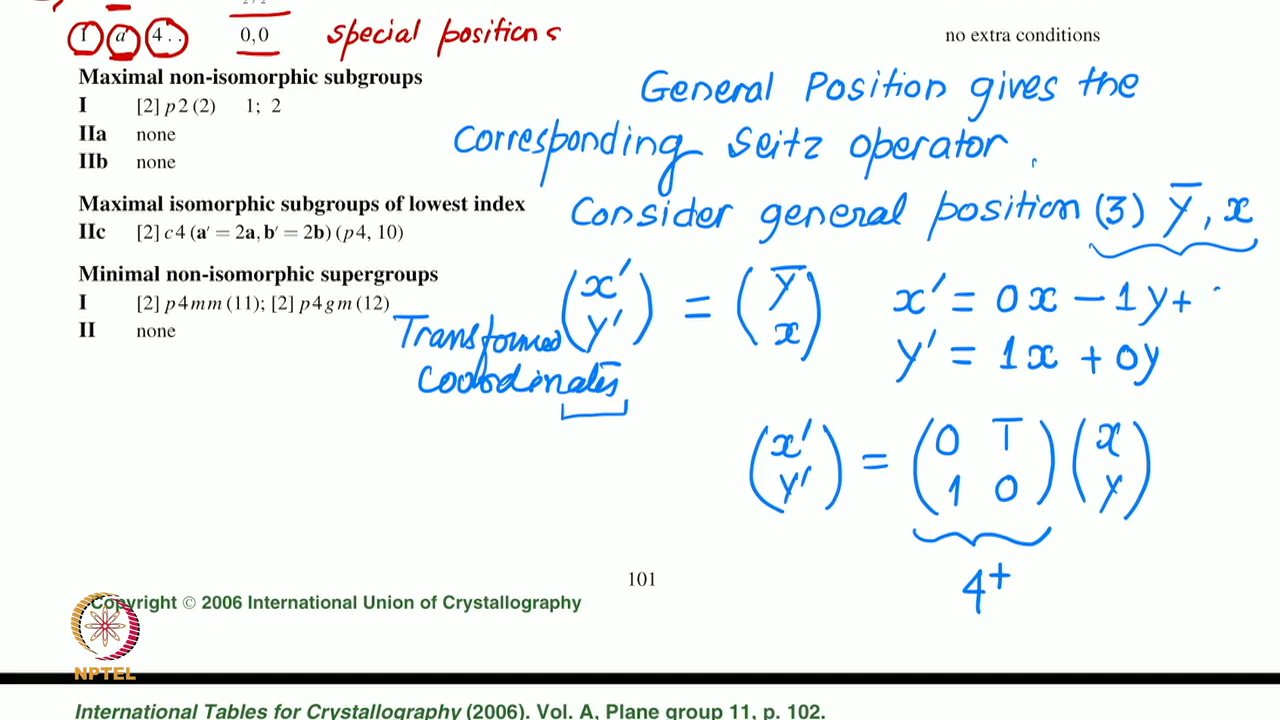 1 a 4 . . 0,0 special positions no extra conditions
Maximal non-isomorphic subgroups
I [2] p2 (2) 1; 2
IIa none
IIb none
Maximal isomorphic subgroups of lowest index
IIc [2] c4 (a′ = 2a, b′ = 2b) (p4, 10)
Minimal non-isomorphic supergroups
I [2] p4mm (11); [2] p4gm (12)
II none
General Position gives the
corresponding Seitz operator.
Consider general position (3) y̅, x
(x′ y′) = (y̅ x)
Transformed
coordinates
x′ = 0x − 1y +
y′ = 1x + 0y
(x′ y′) = (0 1̅ 1 0) (x y)
4⁺
101
Copyright © 2006 International Union of Crystallography
NPTEL
International Tables for Crystallography (2006). Vol. A, Plane group 11, p. 102.